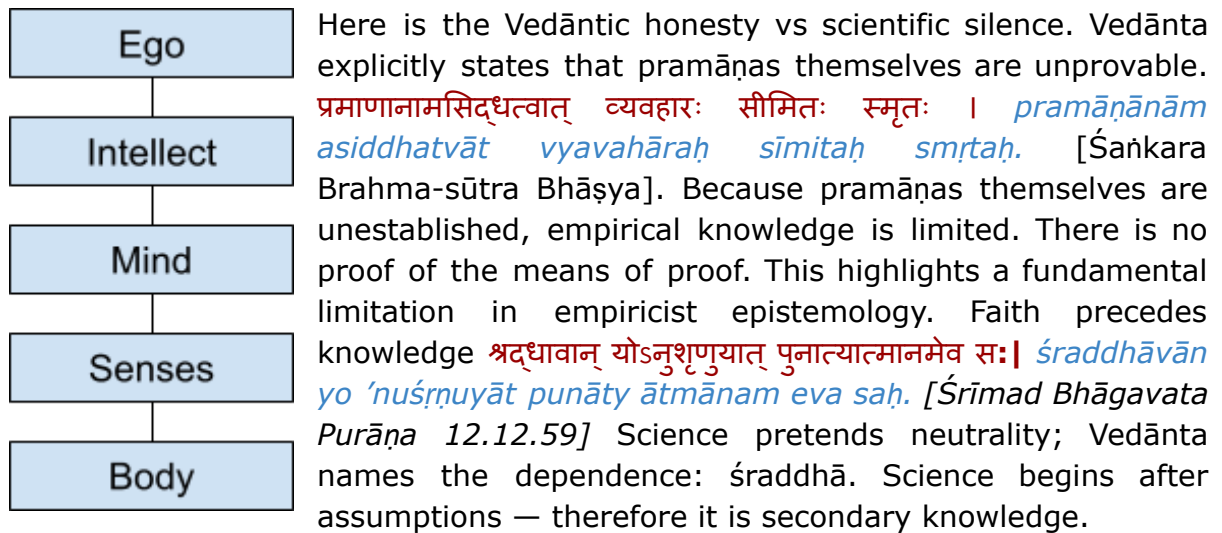 Ego
Intellect
Mind
Senses
Body
Here is the Vedāntic honesty vs scientific silence. Vedānta
explicitly states that pramāṇas themselves are unprovable.
प्रमाणानामसिद्धत्वात् व्यवहारः सीमितः स्मृतः । pramāṇānām
asiddhatvāt vyavahāraḥ sīmitaḥ smṛtaḥ. [Śaṅkara
Brahma-sūtra Bhāṣya]. Because pramāṇas themselves are
unestablished, empirical knowledge is limited. There is no
proof of the means of proof. This highlights a fundamental
limitation in empiricist epistemology. Faith precedes
knowledge श्रद्धावान् योऽनुशृणुयात् पुनात्यात्मानमेव स:| śraddhāvān
yo ’nuśṛṇuyāt punāty ātmānam eva saḥ. [Śrīmad Bhāgavata
Purāṇa 12.12.59] Science pretends neutrality; Vedānta
names the dependence: śraddhā. Science begins after
assumptions — therefore it is secondary knowledge.